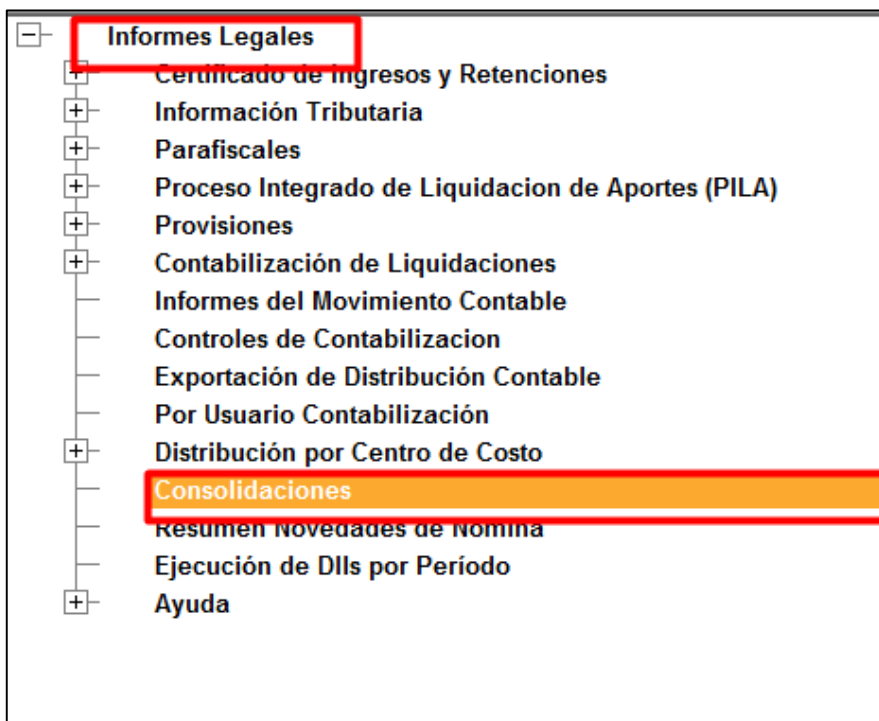 Informes Legales
Certificado de Ingresos y Retenciones
Información Tributaria
Parafiscales
Proceso Integrado de Liquidacion de Aportes (PILA)
Provisiones
Contabilización de Liquidaciones
Informes del Movimiento Contable
Controles de Contabilizacion
Exportación de Distribución Contable
Por Usuario Contabilización
Distribución por Centro de Costo
Consolidaciones
Resumen Novedades de Nomina
Ejecución de Dlls por Período
Ayuda